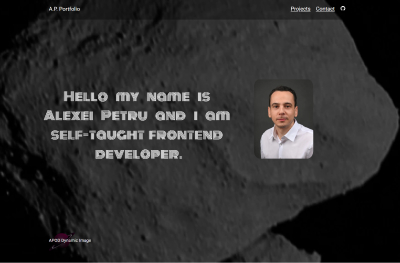 A.P. Portfolio
Projects Contact
Hello my name is
Alexei Petru and i am
self-taught frontend
developer.
APOD Dynamic Image